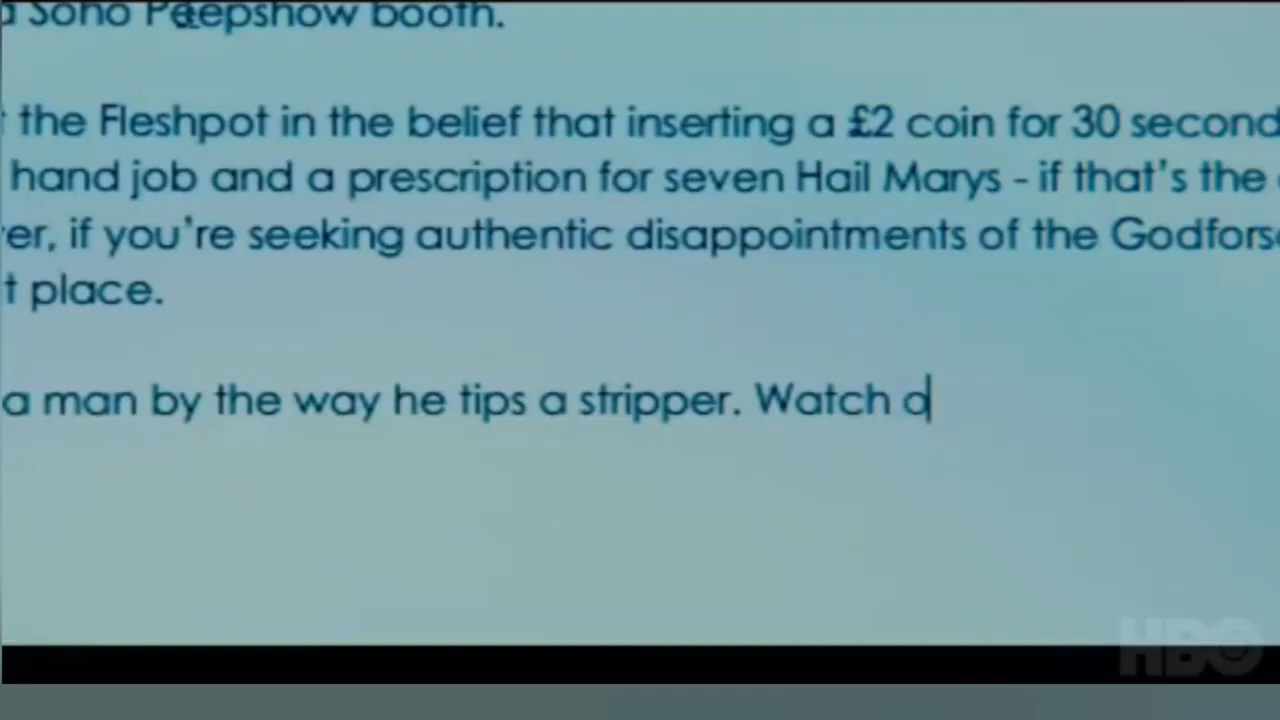 a Soho Peepshow booth.
the Fleshpot in the belief that inserting a £2 coin for 30 second
hand job and a prescription for seven Hail Marys - if that's the
er, if you're seeking authentic disappointments of the Godfors
t place.
a man by the way he tips a stripper. Watch a
HBO